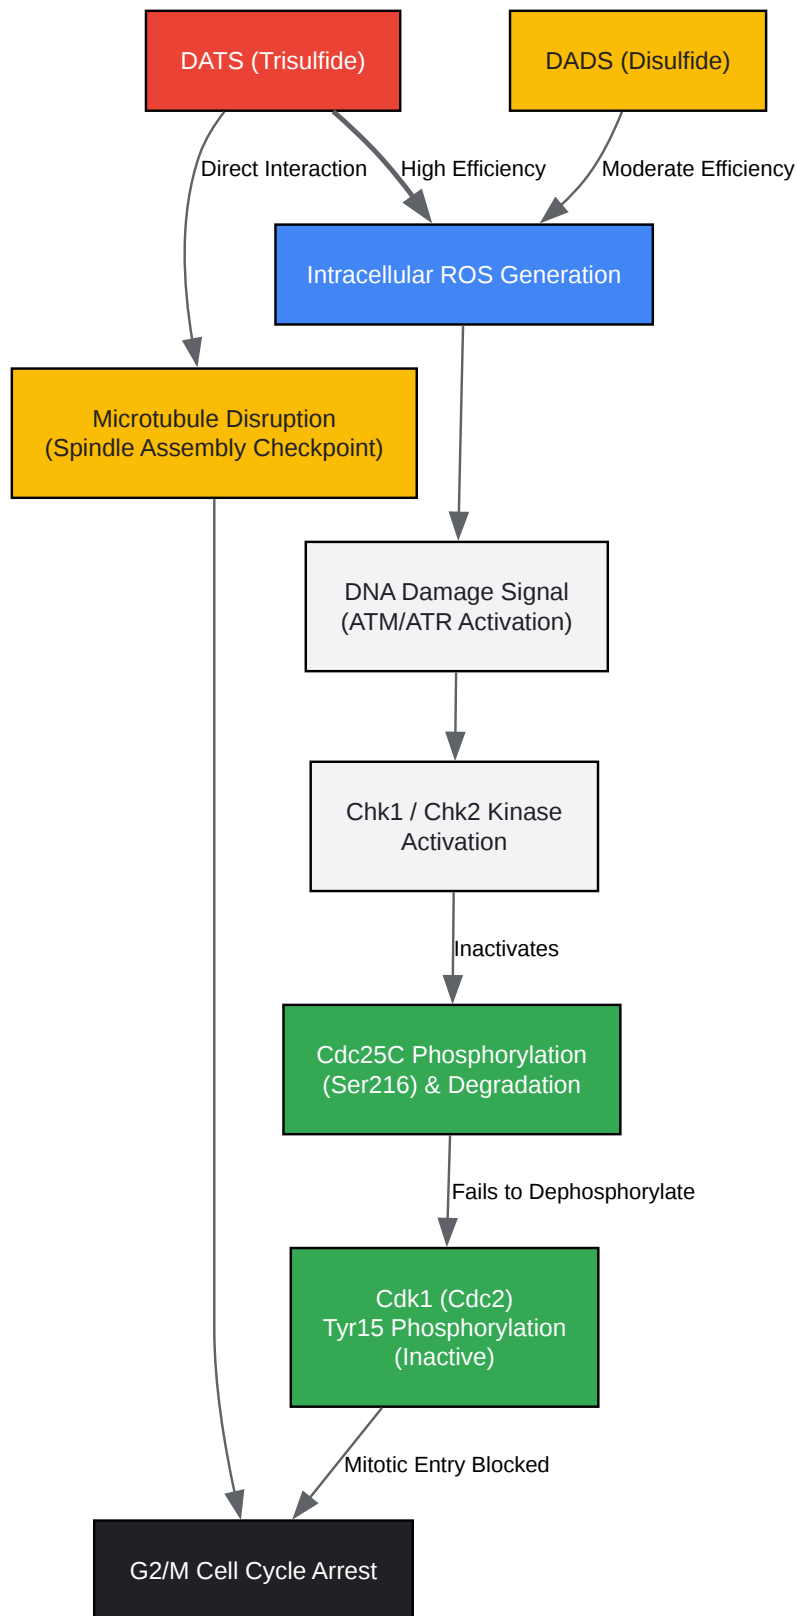 DATS (Trisulfide)
DADS (Disulfide)
Direct Interaction
High Efficiency
Moderate Efficiency
Intracellular ROS Generation
Microtubule Disruption
(Spindle Assembly Checkpoint)
DNA Damage Signal
(ATM/ATR Activation)
Chk1 / Chk2 Kinase
Activation
Inactivates
Cdc25C Phosphorylation
(Ser216) & Degradation
Fails to Dephosphorylate
Cdk1 (Cdc2)
Tyr15 Phosphorylation
(Inactive)
Mitotic Entry Blocked
G2/M Cell Cycle Arrest